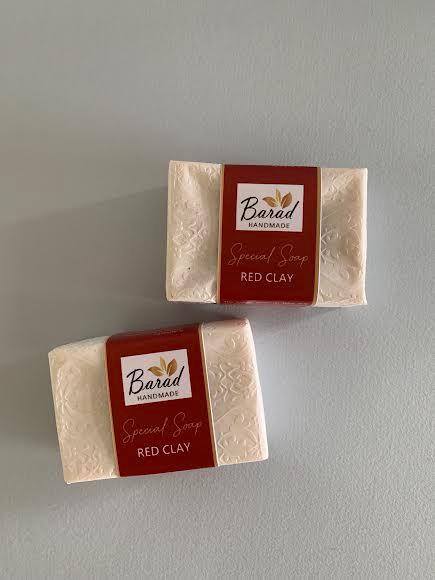 Barad
HANDMADE
Special Soap
RED CLAY
Barad
HANDMADE
Special Soap
RED CLAY